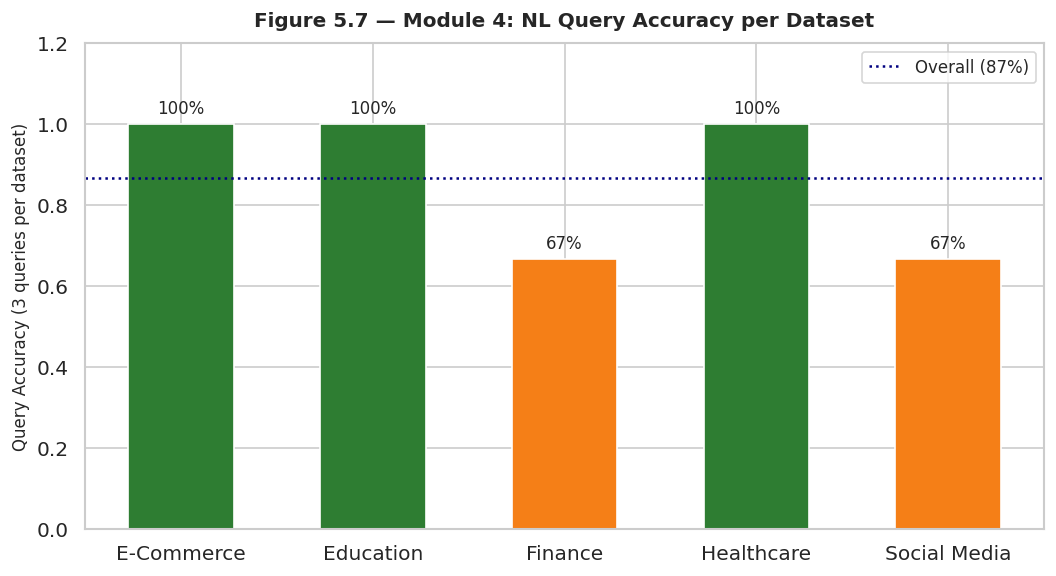 Figure 5.7 — Module 4: NL Query Accuracy per Dataset
Query Accuracy (3 queries per dataset)
1.2
1.0
0.8
0.6
0.4
0.2
0.0
Overall (87%)
100%
100%
67%
100%
67%
E-Commerce
Education
Finance
Healthcare
Social Media